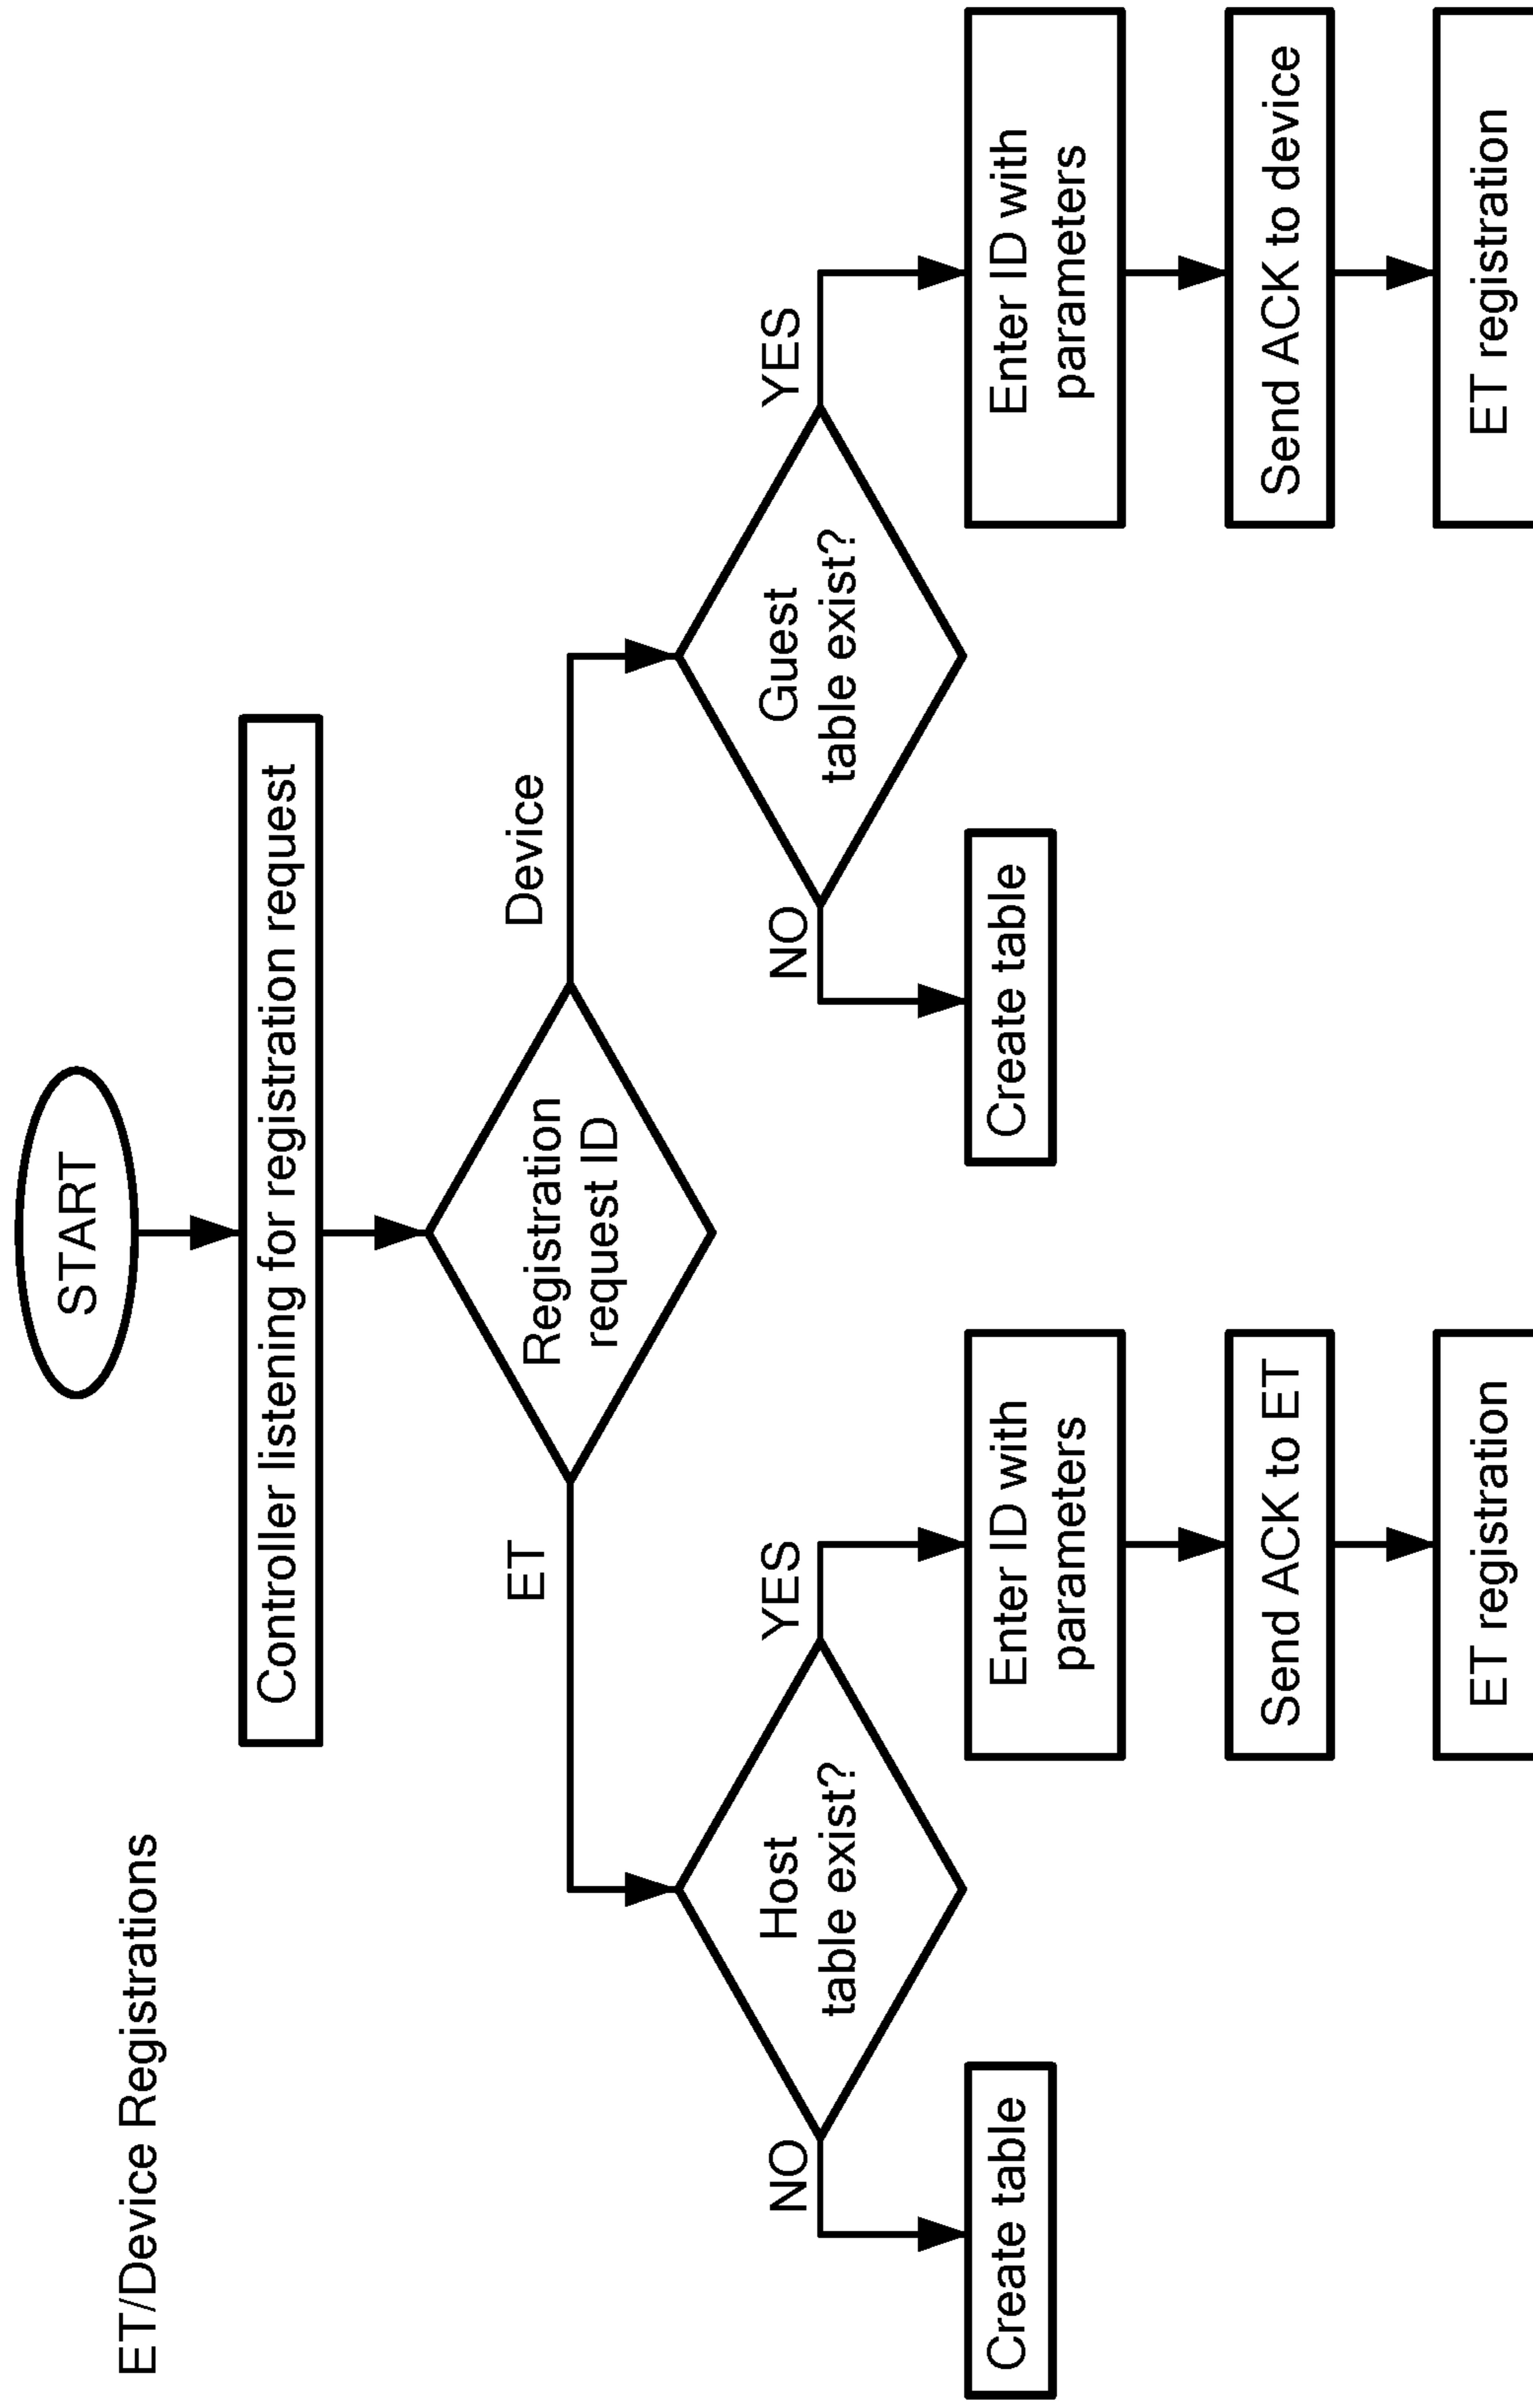 ET/Device Registrations
START
Controller listening for registration request
Registration
request ID
ET
Device
Host
table exist?
NO
YES
Guest
table exist?
NO
YES
Create table
Enter ID with
parameters
Create table
Enter ID with
parameters
Send ACK to ET
Send ACK to device
ET registration
ET registration